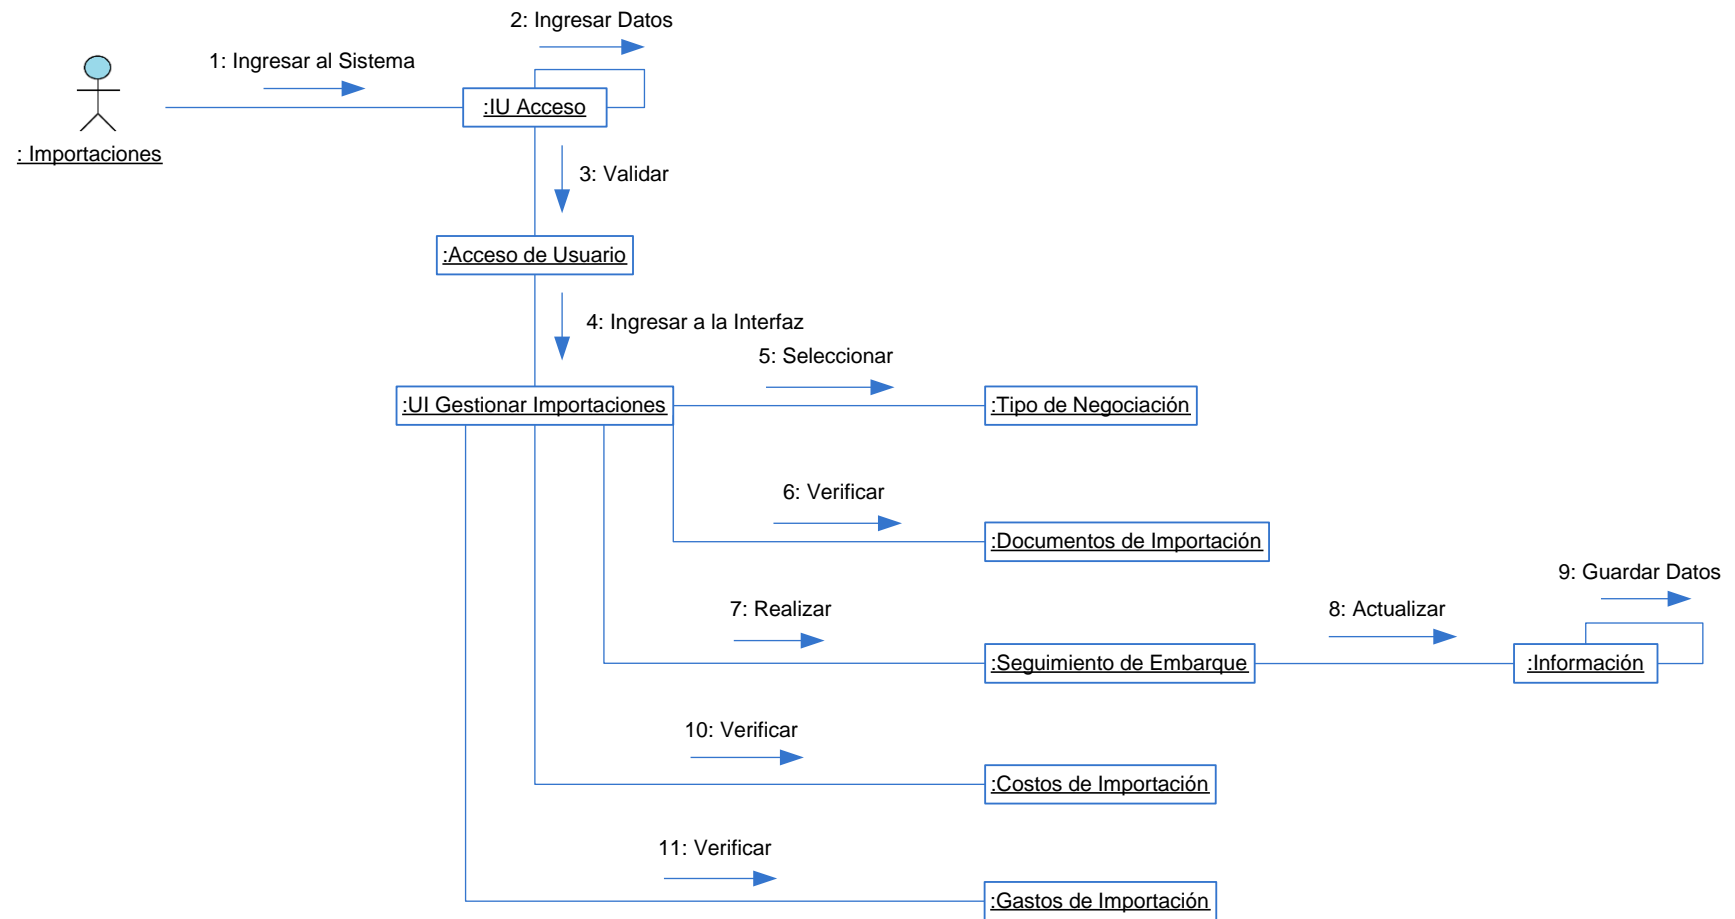 2: Ingresar Datos
1: Ingresar al Sistema
:IU Acceso
: Importaciones
3: Validar
:Acceso de Usuario
4: Ingresar a la Interfaz
5: Seleccionar
:UI Gestionar Importaciones
:Tipo de Negociación
6: Verificar
:Documentos de Importación
9: Guardar Datos
7: Realizar
8: Actualizar
:Seguimiento de Embarque
:Información
10: Verificar
:Costos de Importación
11: Verificar
:Gastos de Importación